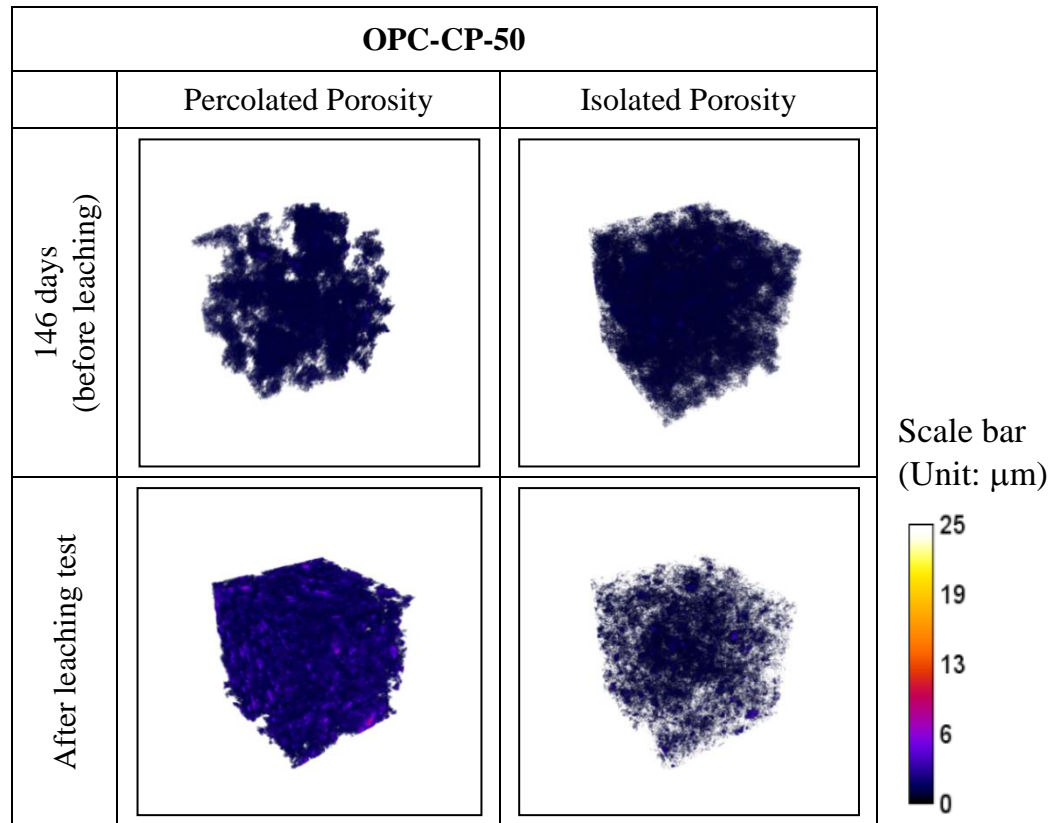 OPC-CP-50
Percolated Porosity
Isolated Porosity
146 days
(before leaching)
After leaching test
Scale bar
(Unit: μm)
25
19
13
6
0